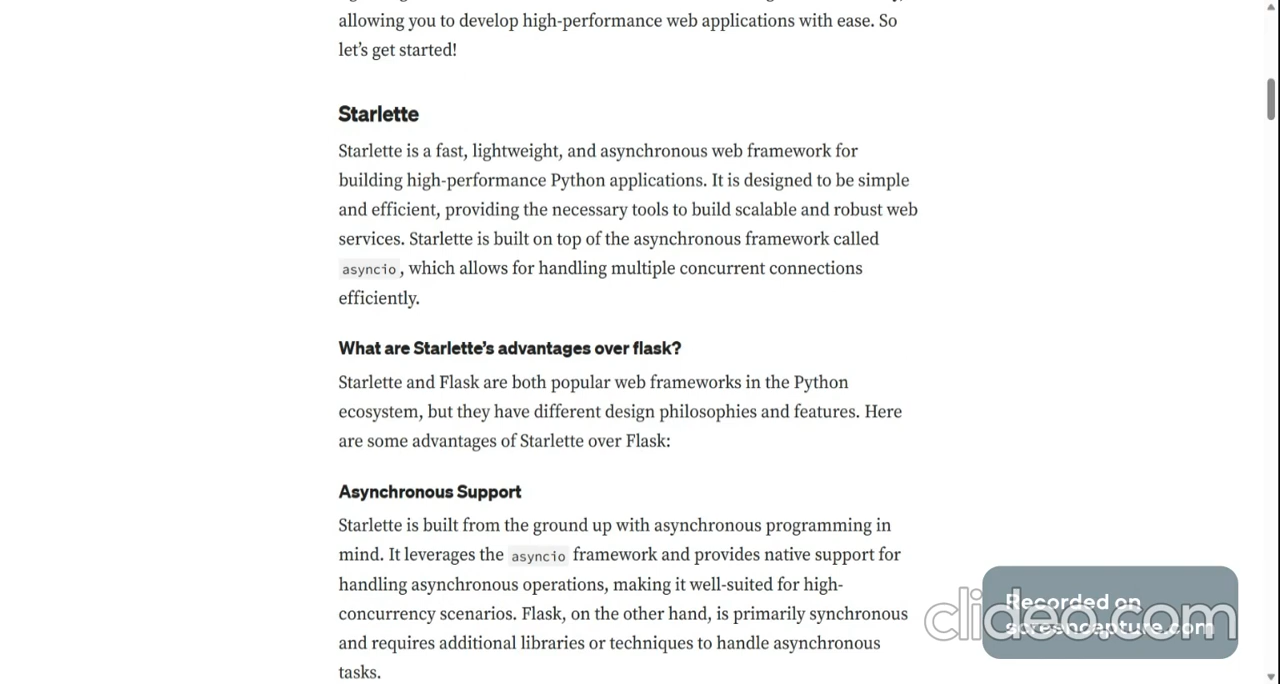 allowing you to develop high-performance web applications with ease. So
let's get started!
Starlette
Starlette is a fast, lightweight, and asynchronous web framework for
building high-performance Python applications. It is designed to be simple
and efficient, providing the necessary tools to build scalable and robust web
services. Starlette is built on top of the asynchronous framework called
asyncio, which allows for handling multiple concurrent connections
efficiently.
What are Starlette's advantages over flask?
Starlette and Flask are both popular web frameworks in the Python
ecosystem, but they have different design philosophies and features. Here
are some advantages of Starlette over Flask:
Asynchronous Support
Starlette is built from the ground up with asynchronous programming in
mind. It leverages the asyncio framework and provides native support for
handling asynchronous operations, making it well-suited for high-
concurrency scenarios. Flask, on the other hand, is primarily synchronous
and requires additional libraries or techniques to handle asynchronous
tasks.
Recorded on
screencapture.com
clideo.com